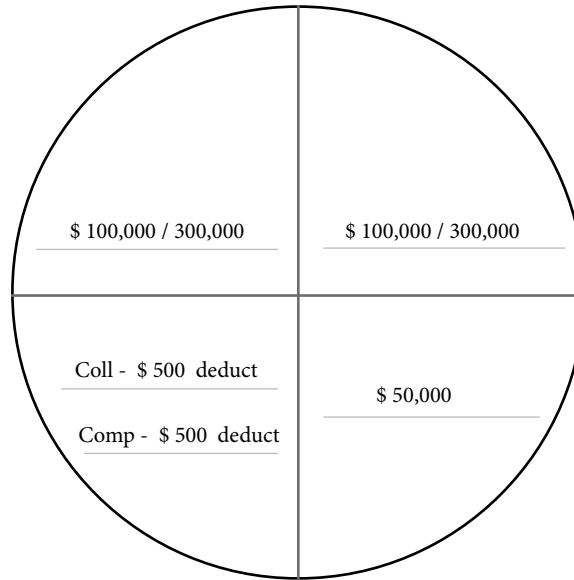 $ 100,000 / 300,000
$ 100,000 / 300,000
Coll - $ 500 deduct
$ 50,000
Comp - $ 500 deduct